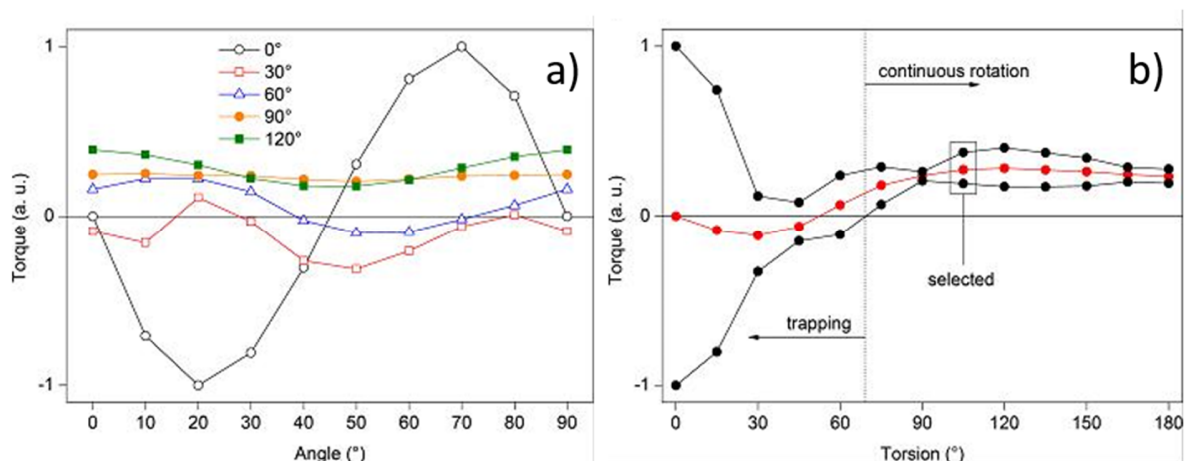 a)
0°
30°
60°
90°
120°
1
0
-1
Torque (a. u.)
0 10 20 30 40 50 60 70 80 90
Angle (°)
b)
continuous rotation
selected
trapping
1
0
-1
Torque (a. u.)
0 30 60 90 120 150 180
Torsion (°)